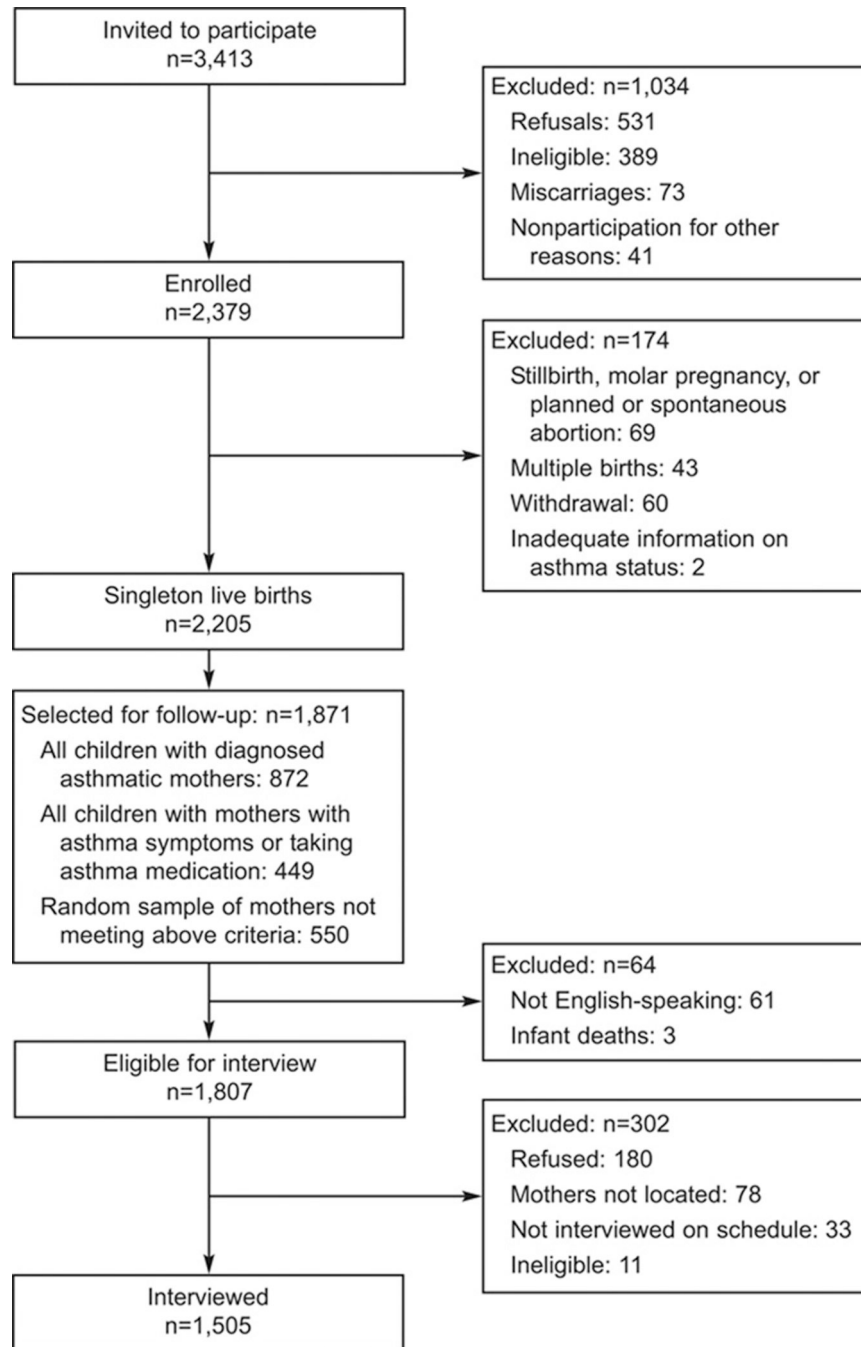 Invited to participate
n=3,413
Excluded: n=1,034
Refusals: 531
Ineligible: 389
Miscarriages: 73
Nonparticipation for other
reasons: 41
Enrolled
n=2,379
Excluded: n=174
Stillbirth, molar pregnancy, or
planned or spontaneous
abortion: 69
Multiple births: 43
Withdrawal: 60
Inadequate information on
asthma status: 2
Singleton live births
n=2,205
Selected for follow-up: n=1,871
All children with diagnosed
asthmatic mothers: 872
All children with mothers with
asthma symptoms or taking
asthma medication: 449
Random sample of mothers not
meeting above criteria: 550
Excluded: n=64
Not English-speaking: 61
Infant deaths: 3
Eligible for interview
n=1,807
Excluded: n=302
Refused: 180
Mothers not located: 78
Not interviewed on schedule: 33
Ineligible: 11
Interviewed
n=1,505